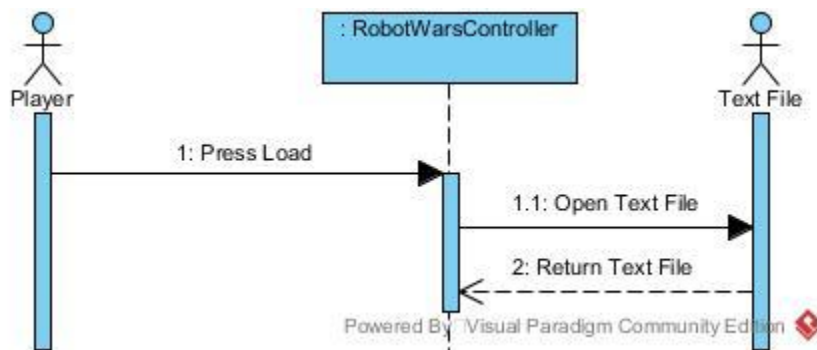 : RobotWarsController
Player
Text File
1: Press Load
1.1: Open Text File
2: Return Text File
Powered By Visual Paradigm Community Edition